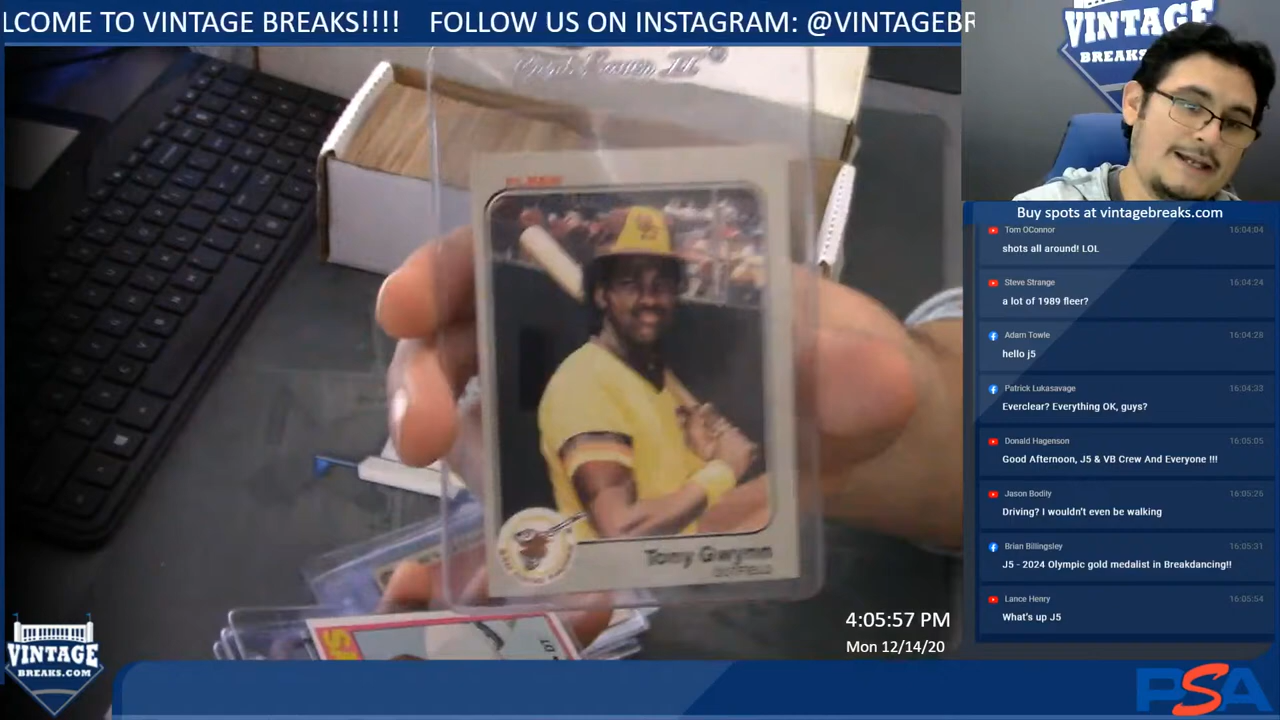 LCOME TO VINTAGE BREAKS!!!!    FOLLOW US ON INSTAGRAM: @VINTAGEBR
VINTAGE
BREAKS
Buy spots at vintagebreaks.com
Tom OConnor 16:04:04
shots all around! LOL
Steve Strange 16:04:24
a lot of 1989 fleer?
Adam Towle 16:04:28
hello j5
Patrick Lukasavage 16:04:33
Everclear? Everything OK, guys?
Donald Hagenson 16:05:05
Good Afternoon, J5 & VB Crew And Everyone !!!
Jason Bodily 16:05:26
Driving? I wouldn't even be walking
Brian Billingsley 16:05:31
J5 - 2024 Olympic gold medalist in Breakdancing!!
Lance Henry 16:05:54
What's up J5
Tony Gwynn
OUTFIELD
4:05:57 PM
Mon 12/14/20
VINTAGE
BREAKS.COM
PSA